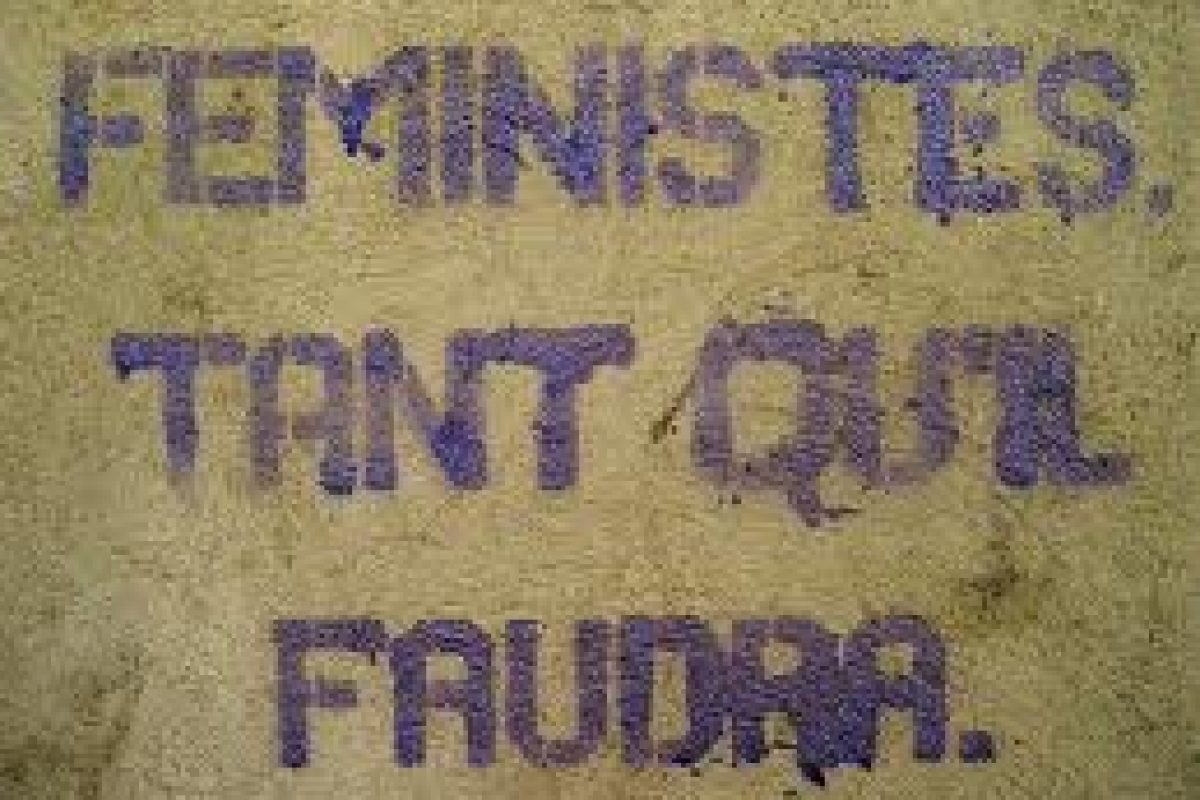 FEMINISTES,
TANT QU'IL
FAUDRA.